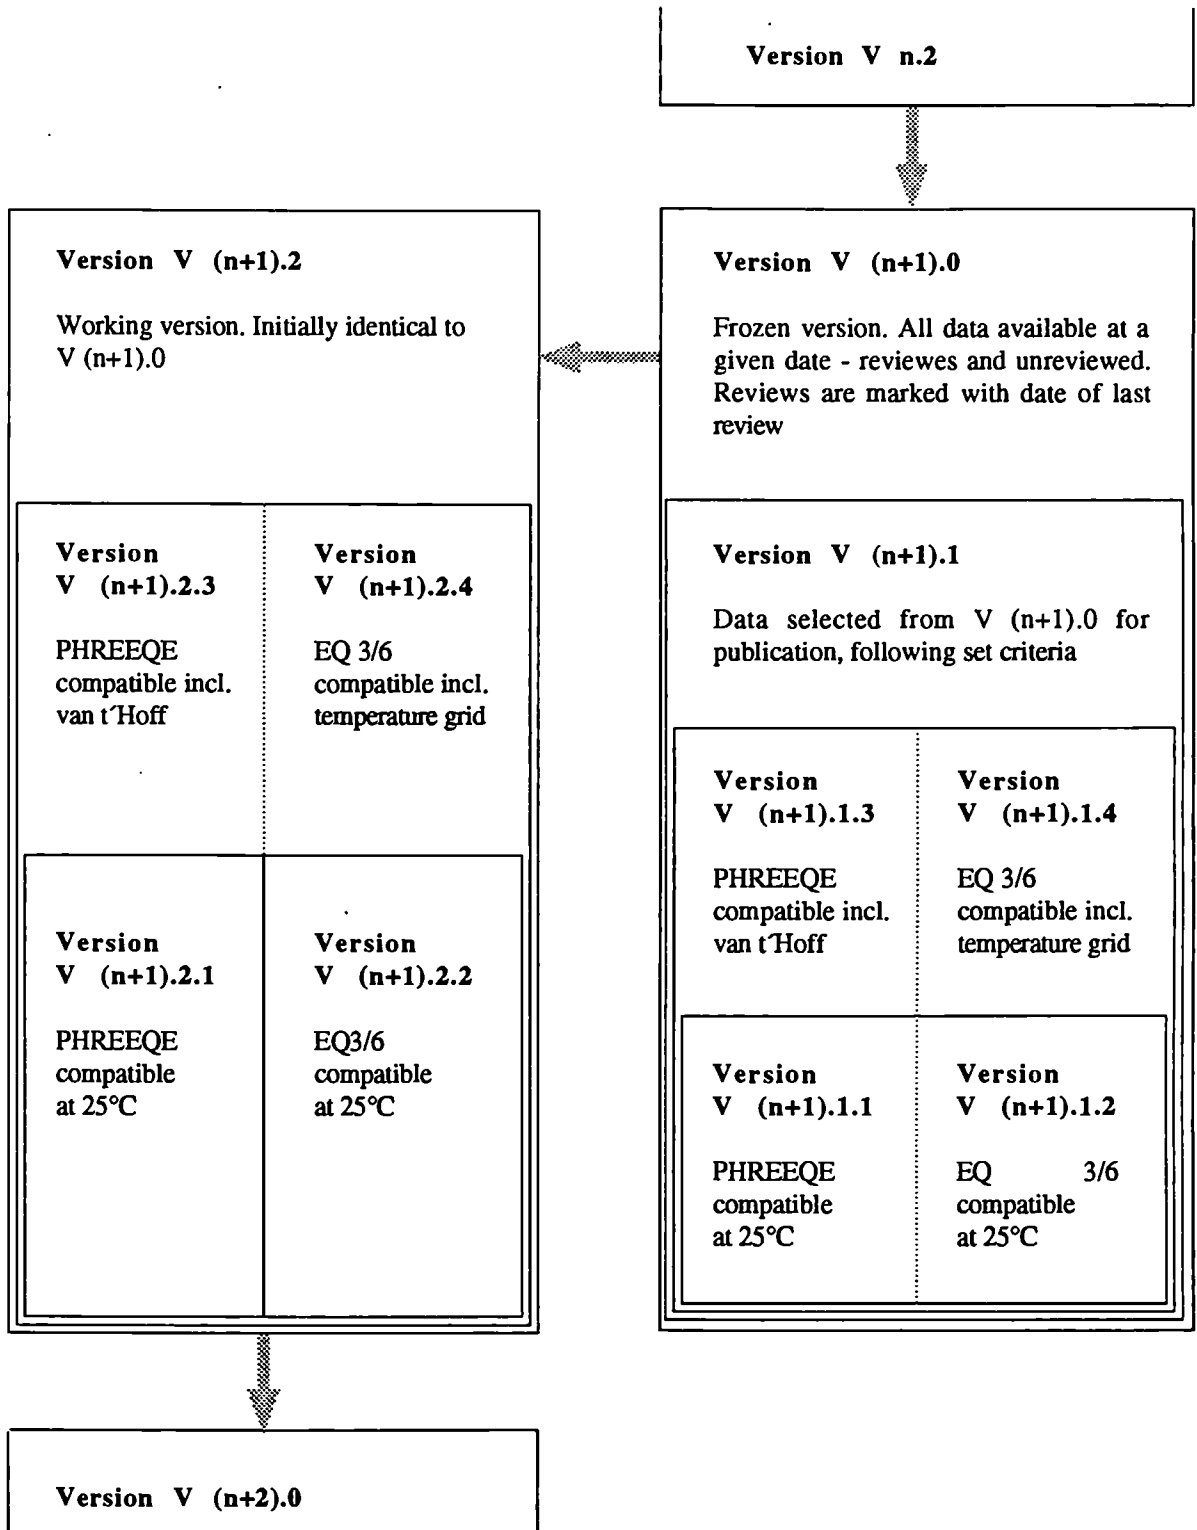 Version V n.2
Version V (n+1).2
Working version. Initially identical to
V (n+1).0
Version V (n+1).0
Frozen version. All data available at a
given date - reviewes and unreviewed.
Reviews are marked with date of last
review
Version
V (n+1).2.3
PHREEQE
compatible incl.
van t´Hoff
Version
V (n+1).2.4
EQ 3/6
compatible incl.
temperature grid
Version V (n+1).1
Data selected from V (n+1).0 for
publication, following set criteria
Version
V (n+1).1.3
PHREEQE
compatible incl.
van t´Hoff
Version
V (n+1).1.4
EQ 3/6
compatible incl.
temperature grid
Version
V (n+1).2.1
PHREEQE
compatible
at 25°C
Version
V (n+1).2.2
EQ3/6
compatible
at 25°C
Version
V (n+1).1.1
PHREEQE
compatible
at 25°C
Version
V (n+1).1.2
EQ 3/6
compatible
at 25°C
Version V (n+2).0